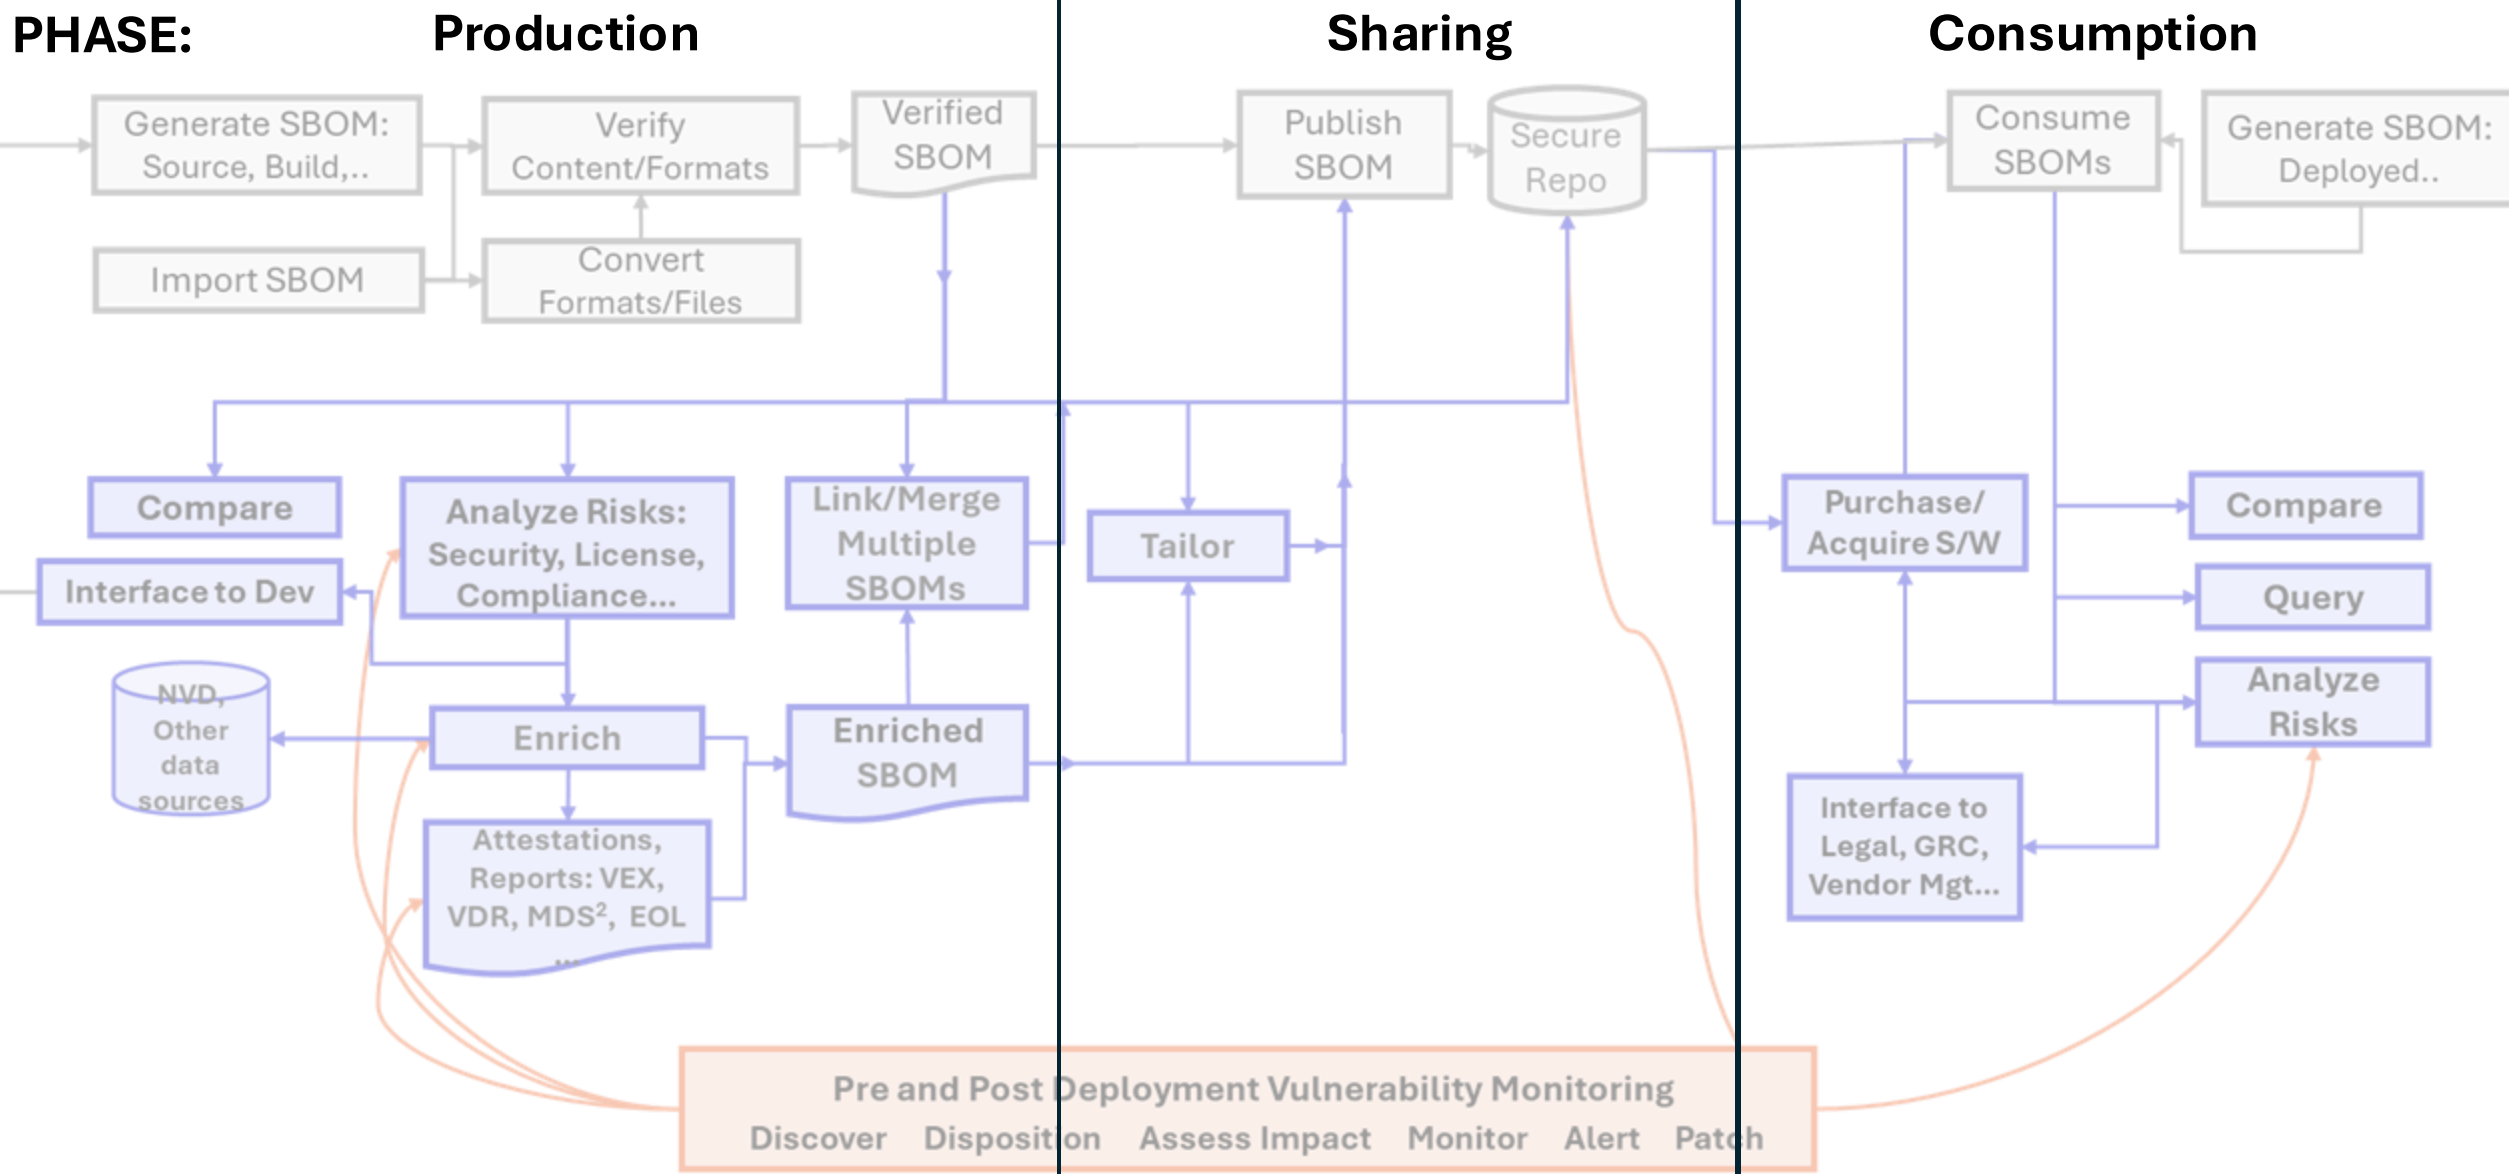 PHASE:
Production
Sharing
Consumption
Generate SBOM:
Source, Build,..
Verify
Content/Formats
Verified
SBOM
Publish
SBOM
Secure
Repo
Consume
SBOMs
Generate SBOM:
Deployed..
Import SBOM
Convert
Formats/Files
Compare
Analyze Risks:
Security, License,
Compliance...
Link/Merge
Multiple
SBOMs
Tailor
Purchase/
Acquire S/W
Compare
Interface to Dev
Query
NVD,
Other
data
sources
Enrich
Enriched
SBOM
Analyze
Risks
Attestations,
Reports: VEX,
VDR, MDS², EOL
...
Interface to
Legal, GRC,
Vendor Mgt...
Pre and Post Deployment Vulnerability Monitoring
Discover Disposition Assess Impact Monitor Alert Patch